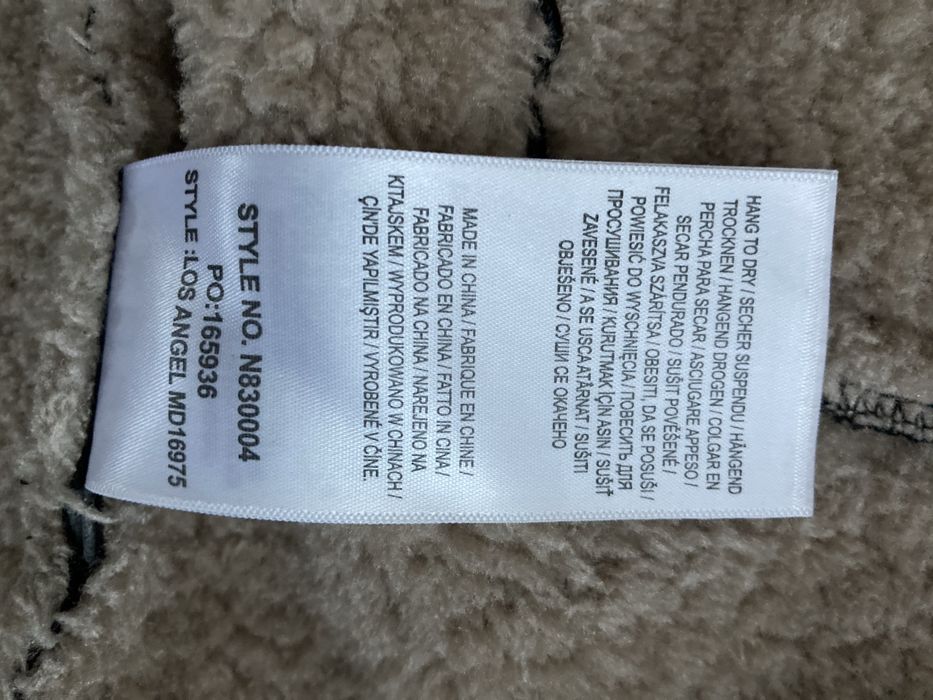 HANG TO DRY / SECHER SUSPENDU / HÄNGEND
TROCKNEN / HANGEND DROGEN / COLGAR EN
PERCHA PARA SECAR / ASCIUGARE APPESO /
SECAR PENDURADO / SUŠIT POVĚŠENÉ /
FELAKASZVA SZÁRÍTSA / OBESITI, DA SE POSUŠI /
POWIESIĆ DO WYSCHNIĘCIA / ПОВЕСИТЬ ДЛЯ
ПРОСУШИВАНИЯ / KURUTMAK İÇIN ASIN / SUŠIŤ
ZAVESENÉ / A SE USCA ATÂRNAT / SUŠITI
OBJEŠENO / СУШИ СЕ ОКАЧЕНО
MADE IN CHINA / FABRIQUE EN CHINE /
FABRICADO EN CHINA / FATTO IN CINA /
FABRICADO NA CHINA / NAREJENO NA
KITAJSKEM / WYPRODUKOWANO W CHINACH /
ÇİN'DE YAPILMIŞTIR / VYROBENÉ V ČÍNE.
STYLE NO. N830004
PO:165936
STYLE :LOS ANGEL MD16975